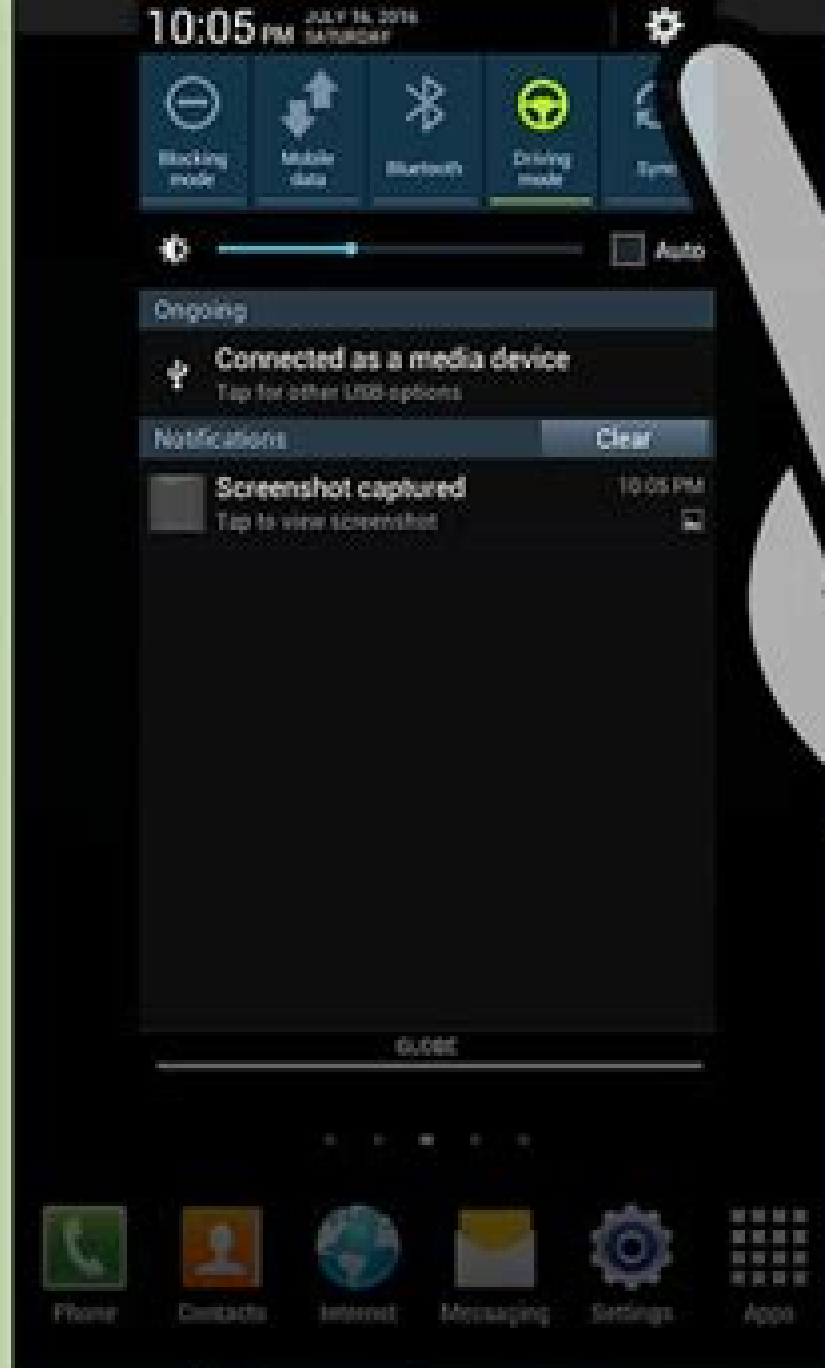 10:05 PM JULY 16, 2016
SATURDAY
Blocking
mode
Mobile
data
Bluetooth
Driving
mode
Sync
Auto
Ongoing
Connected as a media device
Tap for other USB options
Notifications
Clear
Screenshot captured
10:05 PM
Tap to view screenshot
GLOBE
Phone
Contacts
Internet
Messaging
Settings
Apps